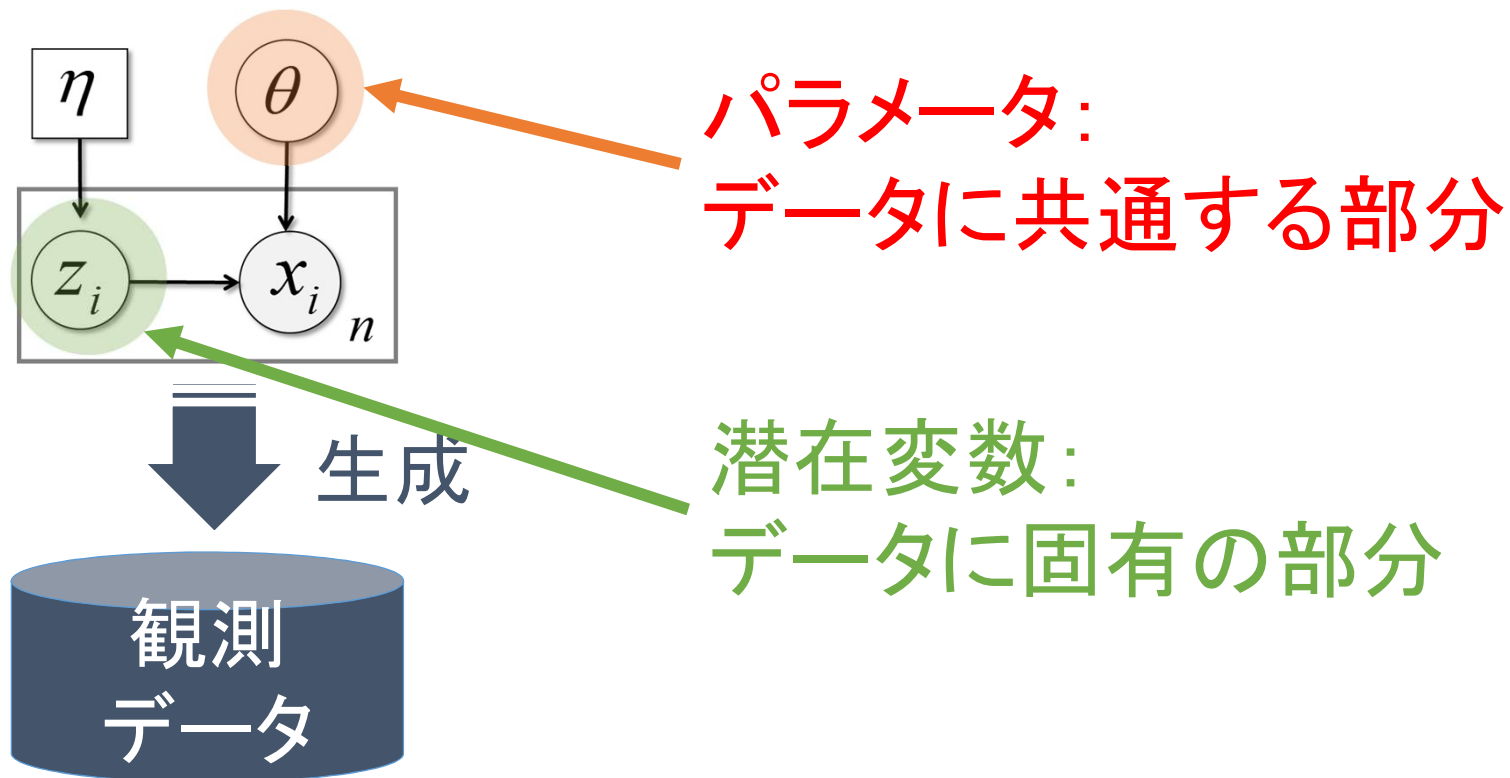 η
θ
パラメータ:
データに共通する部分
z_i
x_i
n
生成
潜在変数:
データに固有の部分
観測
データ